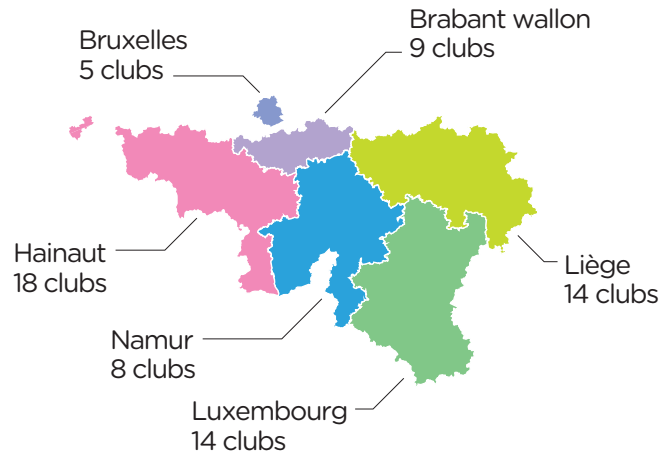 Bruxelles
5 clubs
Brabant wallon
9 clubs
Hainaut
18 clubs
Liège
14 clubs
Namur
8 clubs
Luxembourg
14 clubs